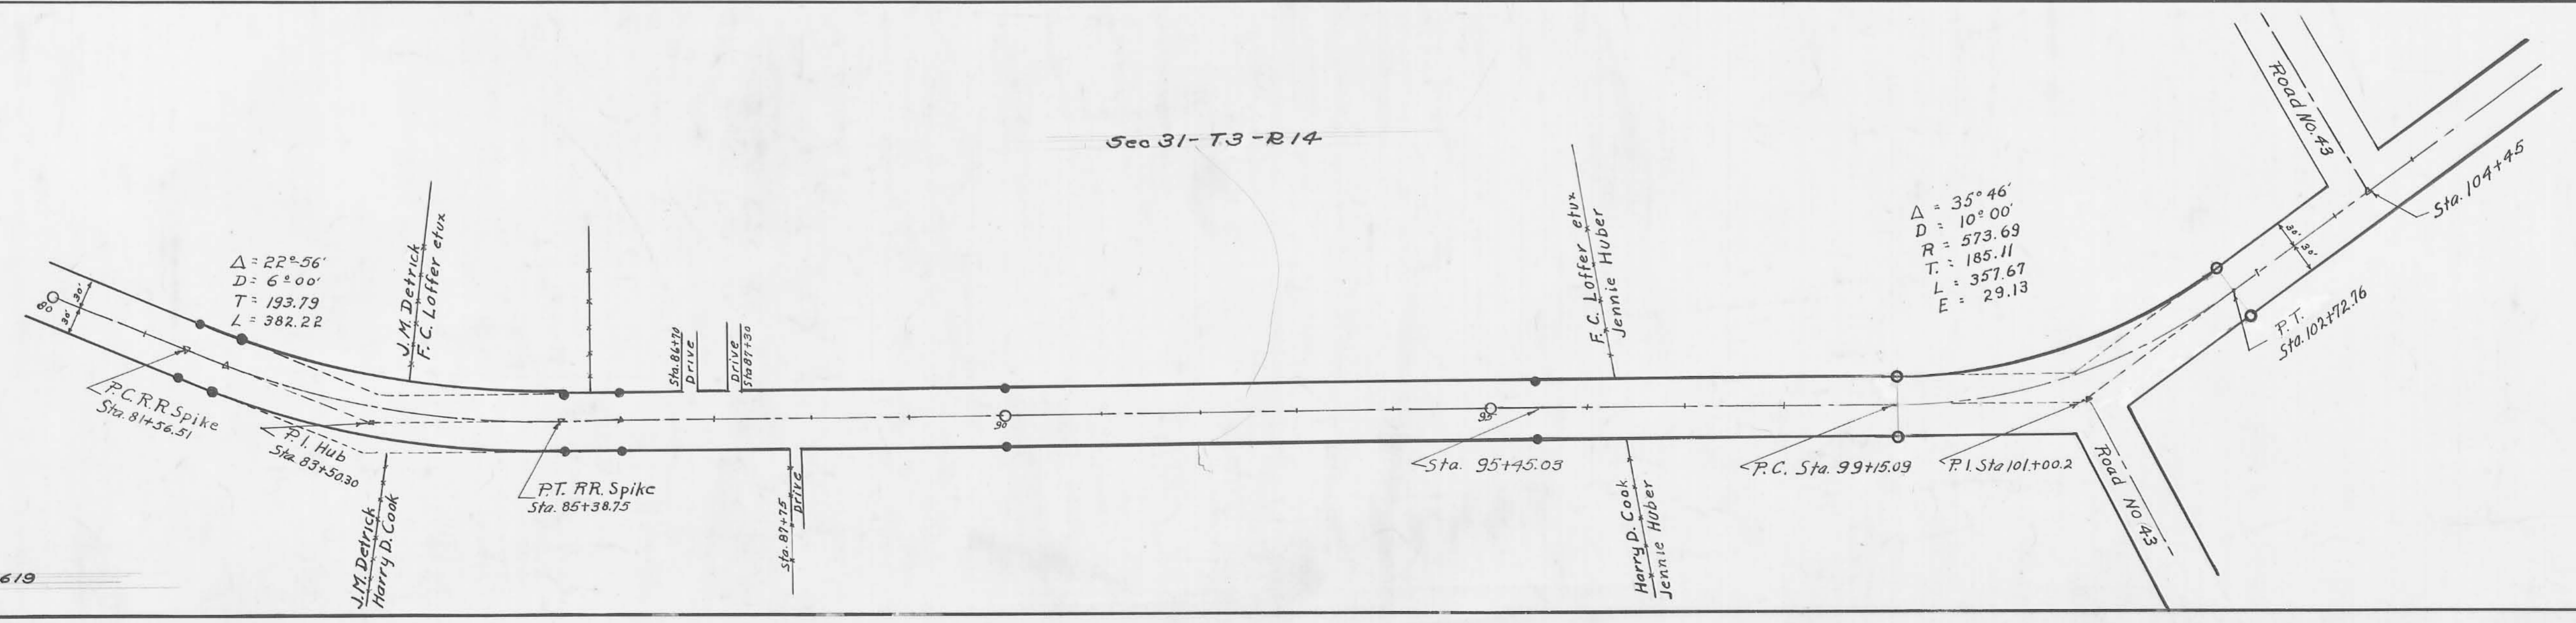 Sec 31 - T3 - R14
80
30'
30'
Δ = 22°-56'
D = 6°00'
T = 193.79
L = 382.22
P.C. R.R Spike
Sta. 81+56.51
P.I. Hub
Sta. 83+50.30
J.M. Detrick
F.C. Loffer etux
J.M. Detrick
Harry D. Cook
P.T. RR. Spike
Sta. 85+38.75
Sta. 86+70
Drive
Drive
Sta 87+30
Sta. 87+75
Drive
90
95
Sta. 95+45.03
F.C. Loffer etux
Jennie Huber
Harry D. Cook
Jennie Huber
P.C. Sta. 99+15.09
P.I. Sta 101+00.2
Δ = 35°46'
D = 10°00'
R = 573.69
T. = 185.11
L = 357.67
E = 29.13
Road No. 43
Road No 43
30'
30'
P.T.
Sta. 102+72.76
Sta. 104+45
619